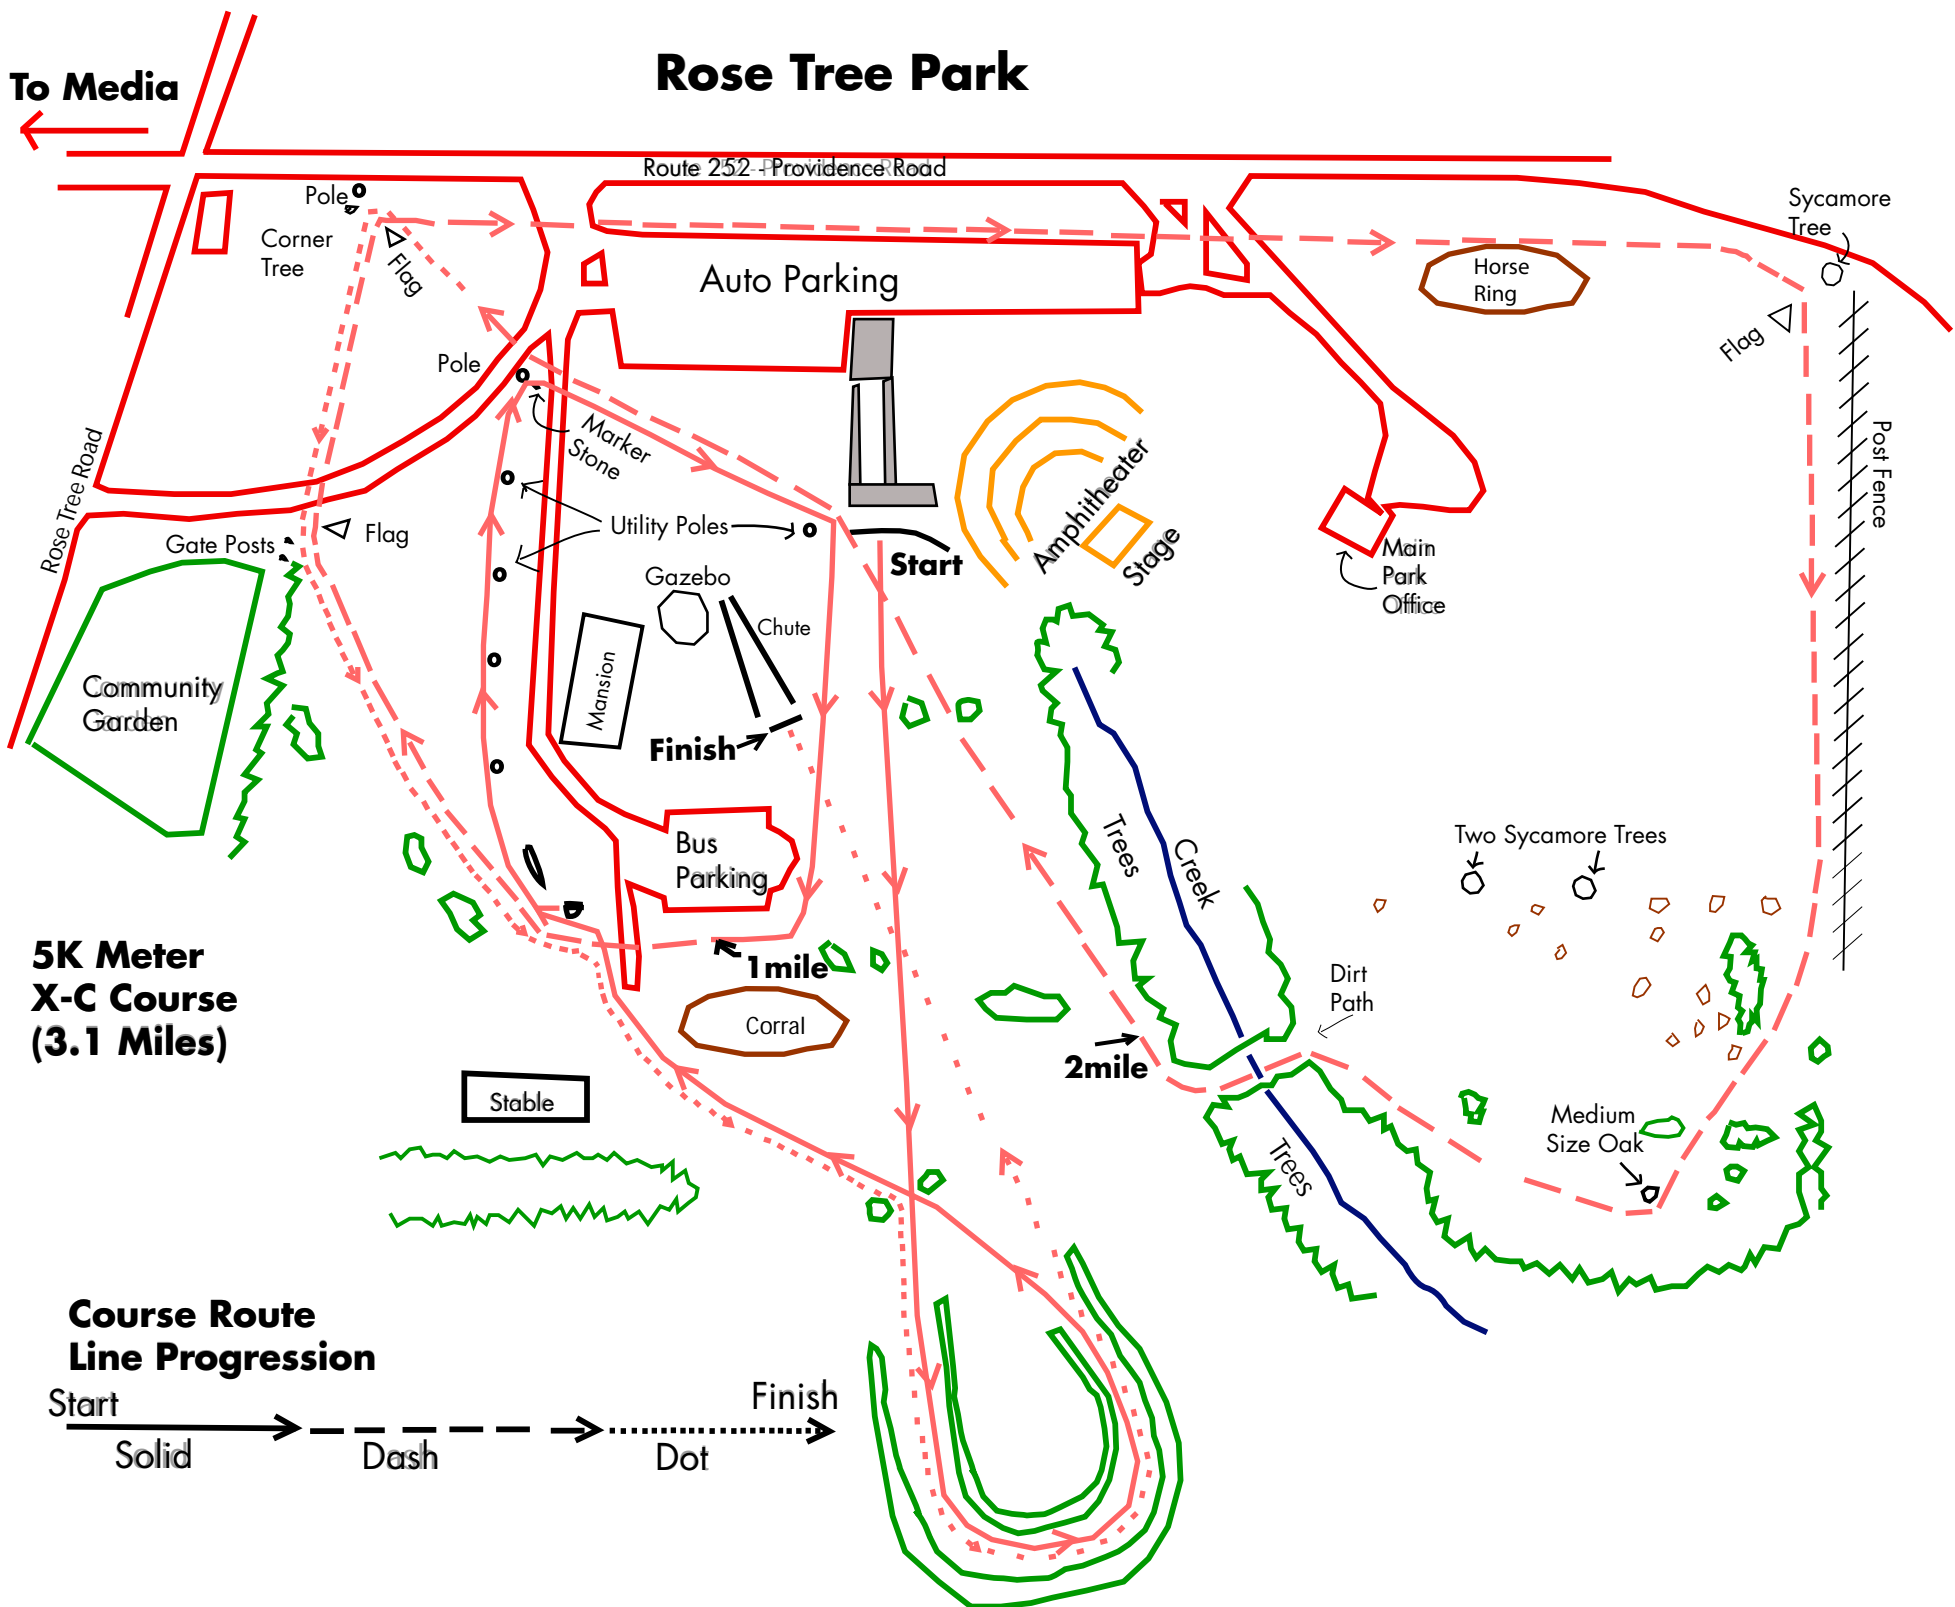 Rose Tree Park
To Media
Route 252 - Providence Road
Pole
Corner
Tree
Flag
Auto Parking
Horse
Ring
Sycamore
Tree
Flag
Post Fence
Pole
Marker
Stone
Rose Tree Road
Gate Posts
Flag
Utility Poles
Start
Amphitheater
Stage
Main
Park
Office
Gazebo
Chute
Mansion
Community
Garden
Finish
Bus
Parking
Trees
Creek
Two Sycamore Trees
1mile
Dirt
Path
5K Meter
X-C Course
(3.1 Miles)
Corral
2mile
Stable
Medium
Size Oak
Trees
Course Route
Line Progression
Start
Finish
Solid
Dash
Dot